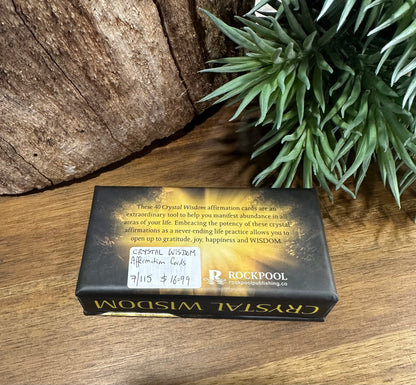 These 40 Crystal Wisdom affirmation cards are an
extraordinary tool to help you manifest abundance in all
areas of your life. Embracing the potency of these crystal
affirmations as a never-ending life practice allows you to
open up to gratitude, joy, happiness and WISDOM.
CRYSTAL WISDOM
Affirmation Cards
7/115 $16.99
R ROCKPOOL
rockpoolpublishing.co
CRYSTAL WISDOM